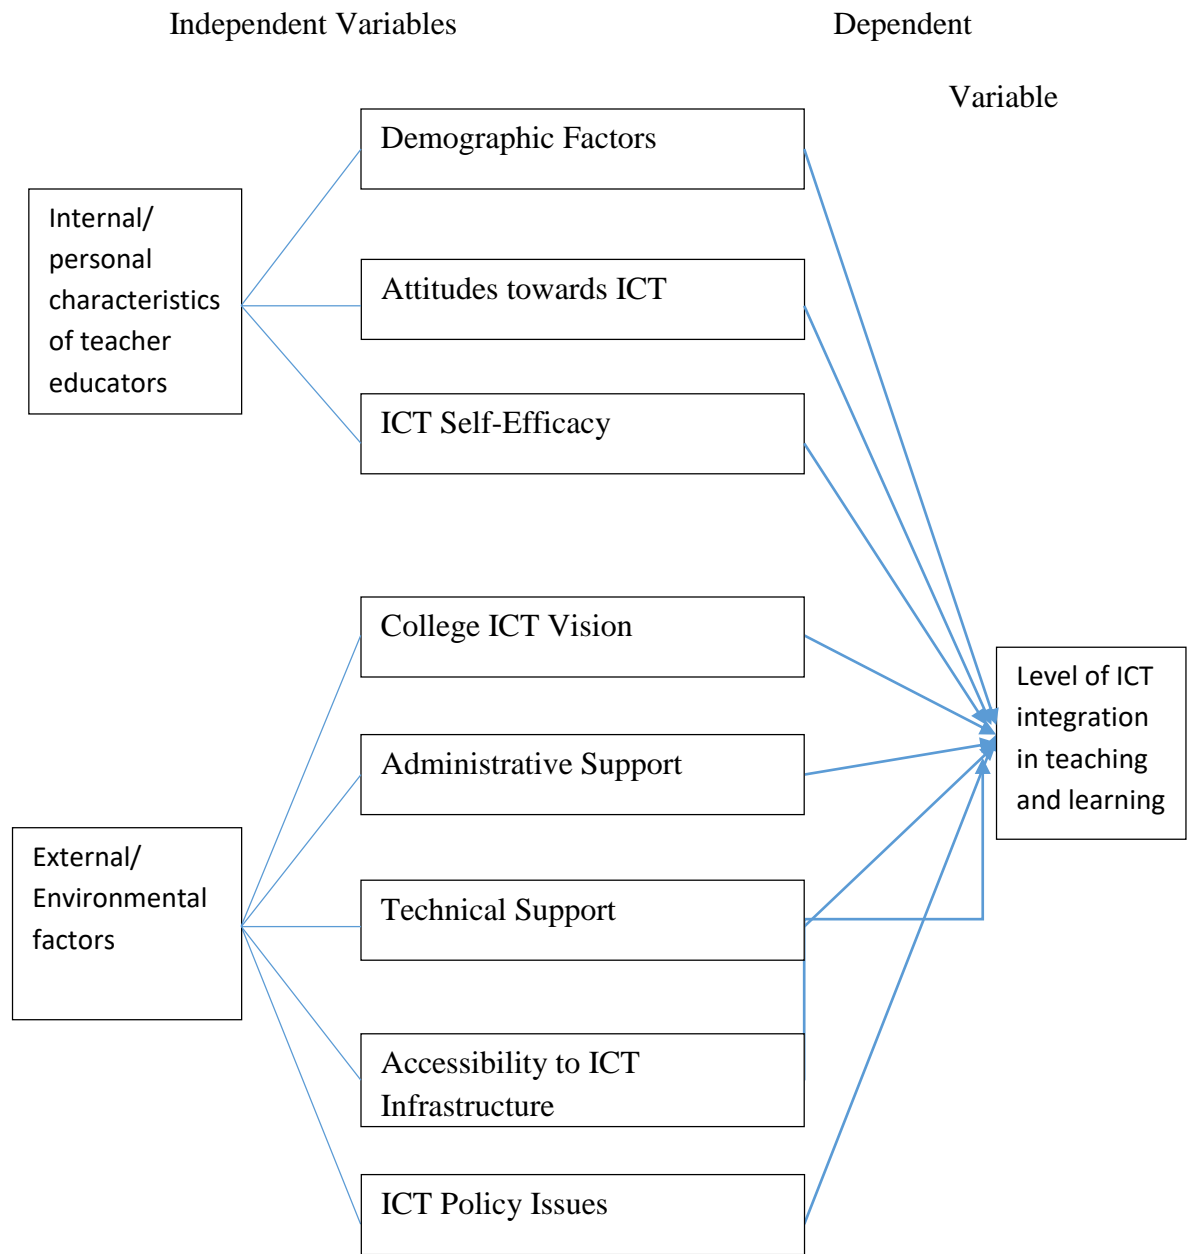 Independent Variables
Dependent
Variable
Internal/
personal
characteristics
of teacher
educators
Demographic Factors
Attitudes towards ICT
ICT Self-Efficacy
External/
Environmental
factors
College ICT Vision
Administrative Support
Technical Support
Accessibility to ICT
Infrastructure
ICT Policy Issues
Level of ICT
integration
in teaching
and learning